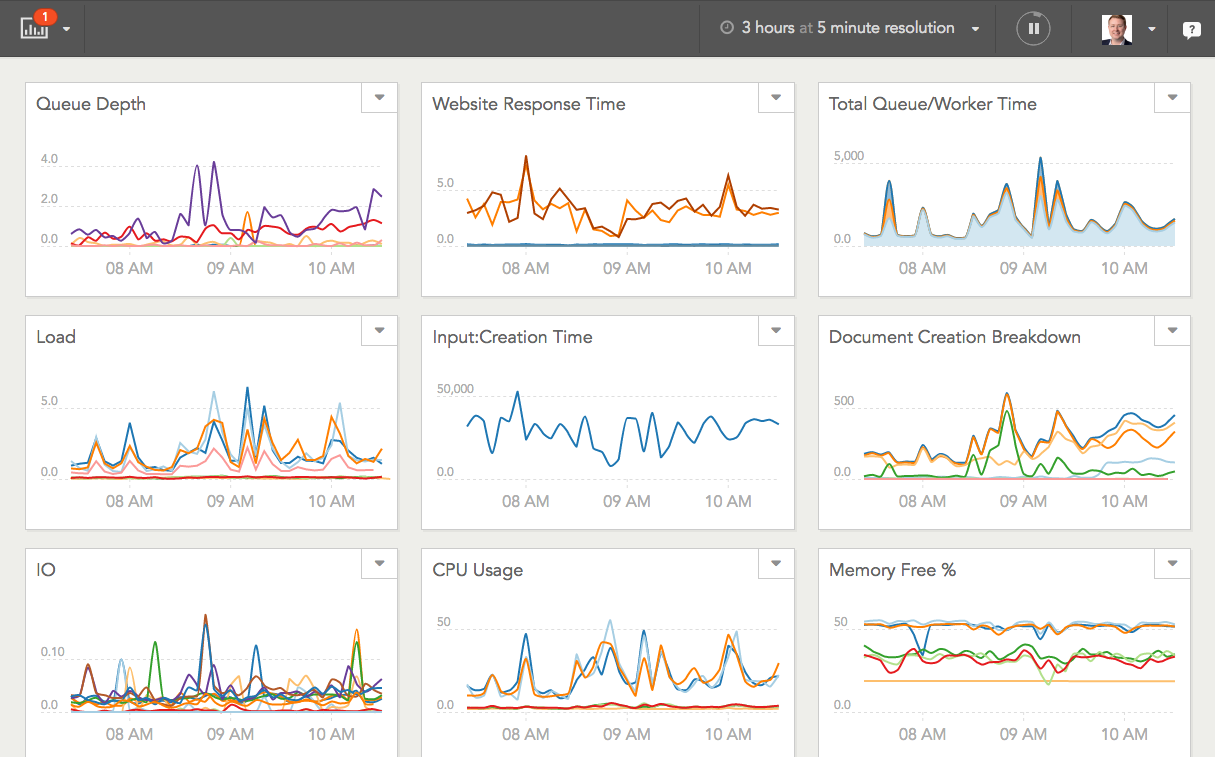 1
3 hours at 5 minute resolution
?
Queue Depth
4.0
2.0
0.0
08 AM 09 AM 10 AM
Website Response Time
5.0
0.0
08 AM 09 AM 10 AM
Total Queue/Worker Time
5,000
0.0
08 AM 09 AM 10 AM
Load
5.0
0.0
08 AM 09 AM 10 AM
Input:Creation Time
50,000
0.0
08 AM 09 AM 10 AM
Document Creation Breakdown
500
0.0
08 AM 09 AM 10 AM
IO
0.10
0.0
08 AM 09 AM 10 AM
CPU Usage
50
0.0
08 AM 09 AM 10 AM
Memory Free %
50
0.0
08 AM 09 AM 10 AM